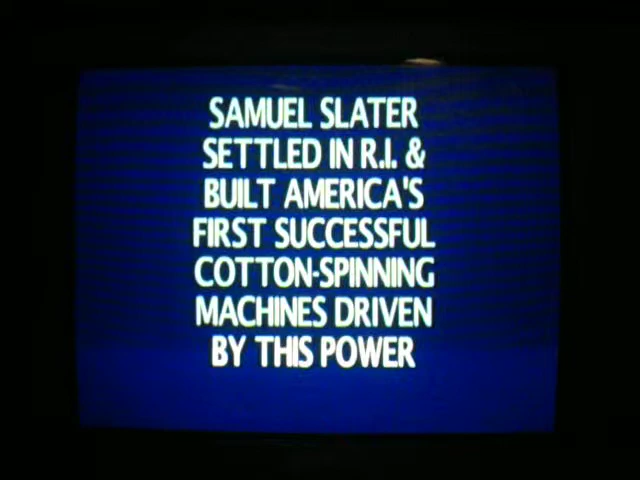 SAMUEL SLATER
SETTLED IN R.I. &
BUILT AMERICA'S
FIRST SUCCESSFUL
COTTON-SPINNING
MACHINES DRIVEN
BY THIS POWER